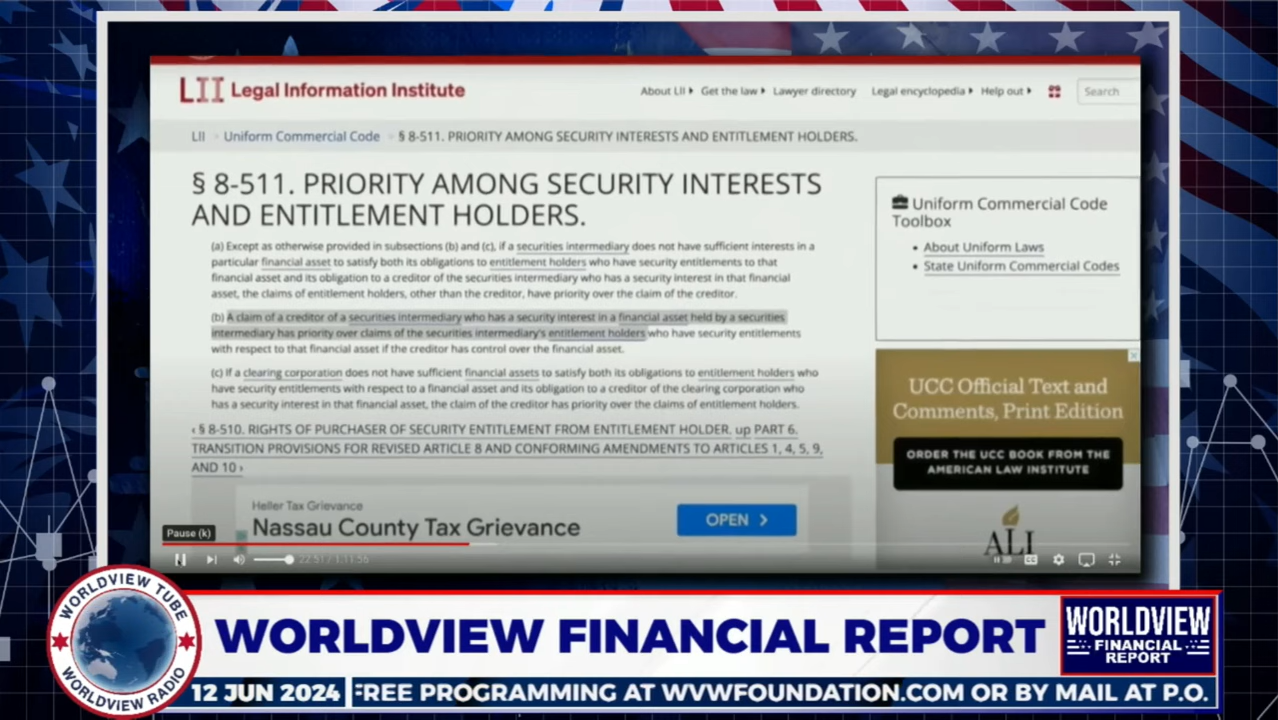 LII Legal Information Institute
About LII Get the law Lawyer directory Legal encyclopedia Help out Search
LII Uniform Commercial Code § 8-511. PRIORITY AMONG SECURITY INTERESTS AND ENTITLEMENT HOLDERS.
§ 8-511. PRIORITY AMONG SECURITY INTERESTS
AND ENTITLEMENT HOLDERS.
(a) Except as otherwise provided in subsections (b) and (c), if a securities intermediary does not have sufficient interests in a
particular financial asset to satisfy both its obligations to entitlement holders who have security entitlements to that
financial asset and its obligation to a creditor of the securities intermediary who has a security interest in that financial
asset, the claims of entitlement holders, other than the creditor, have priority over the claim of the creditor.
(b) A claim of a creditor of a securities intermediary who has a security interest in a financial asset held by a securities
intermediary has priority over claims of the securities intermediary's entitlement holders who have security entitlements
with respect to that financial asset if the creditor has control over the financial asset.
(c) If a clearing corporation does not have sufficient financial assets to satisfy both its obligations to entitlement holders who
have security entitlements with respect to a financial asset and its obligation to a creditor of the clearing corporation who
has a security interest in that financial asset, the claim of the creditor has priority over the claims of entitlement holders.
‹ § 8-510. RIGHTS OF PURCHASER OF SECURITY ENTITLEMENT FROM ENTITLEMENT HOLDER. up PART 6.
TRANSITION PROVISIONS FOR REVISED ARTICLE 8 AND CONFORMING AMENDMENTS TO ARTICLES 1, 4, 5, 9,
AND 10 ›
Uniform Commercial Code
Toolbox
• About Uniform Laws
• State Uniform Commercial Codes
UCC Official Text and
Comments, Print Edition
ORDER THE UCC BOOK FROM THE
AMERICAN LAW INSTITUTE
ALI
Heller Tax Grievance
Nassau County Tax Grievance
OPEN
Pause (k)
22:51 / 1:11:56
WORLDVIEW TUBE
WORLDVIEW RADIO
WORLDVIEW FINANCIAL REPORT
WORLDVIEW
FINANCIAL
REPORT
12 JUN 2024 FREE PROGRAMMING AT WVWFOUNDATION.COM OR BY MAIL AT P.O.